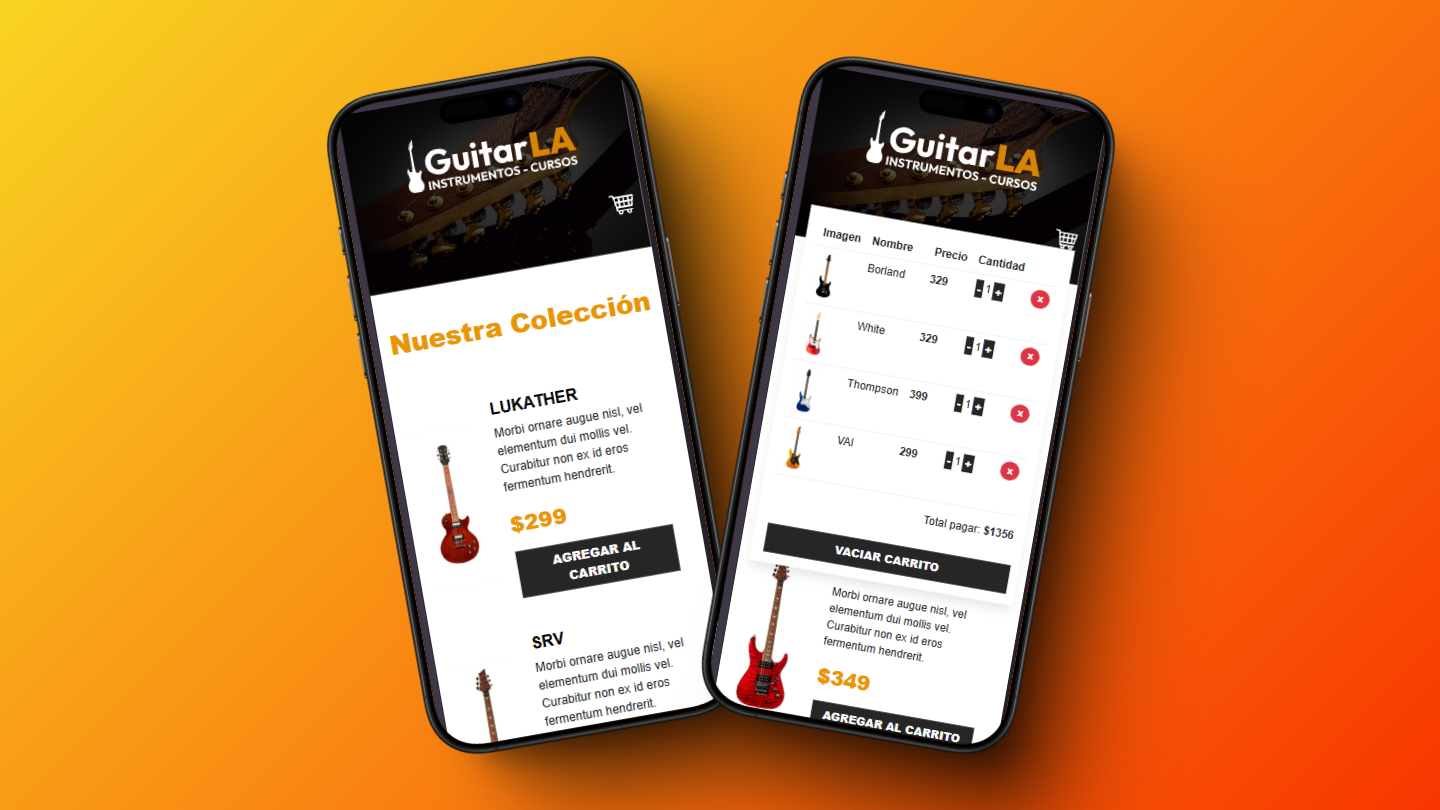 GuitarLA
INSTRUMENTOS - CURSOS
Nuestra Colección
LUKATHER
Morbi ornare augue nisl, vel
elementum dui mollis vel.
Curabitur non ex id eros
fermentum hendrerit.
$299
AGREGAR AL
CARRITO
SRV
Morbi ornare augue nisl, vel
elementum dui mollis vel.
Curabitur non ex id eros
fermentum hendrerit.
GuitarLA
INSTRUMENTOS - CURSOS
Imagen Nombre Precio Cantidad
Borland 329 - 1 + x
White 329 - 1 + x
Thompson 399 - 1 + x
VAI 299 - 1 + x
Total pagar: $1356
VACIAR CARRITO
Morbi ornare augue nisl, vel
elementum dui mollis vel.
Curabitur non ex id eros
fermentum hendrerit.
$349
AGREGAR AL CARRITO